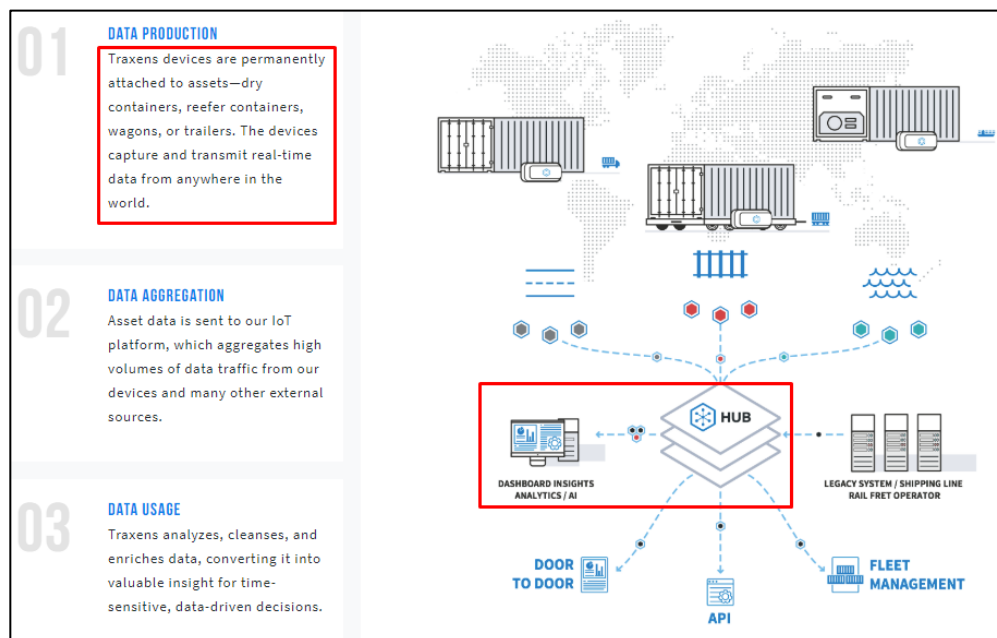 01
DATA PRODUCTION
Traxens devices are permanently
attached to assets—dry
containers, reefer containers,
wagons, or trailers. The devices
capture and transmit real-time
data from anywhere in the
world.
02
DATA AGGREGATION
Asset data is sent to our IoT
platform, which aggregates high
volumes of data traffic from our
devices and many other external
sources.
03
DATA USAGE
Traxens analyzes, cleanses, and
enriches data, converting it into
valuable insight for time-
sensitive, data-driven decisions.
HUB
DASHBOARD INSIGHTS
ANALYTICS / AI
LEGACY SYSTEM / SHIPPING LINE
RAIL FRET OPERATOR
DOOR
TO DOOR
API
FLEET
MANAGEMENT